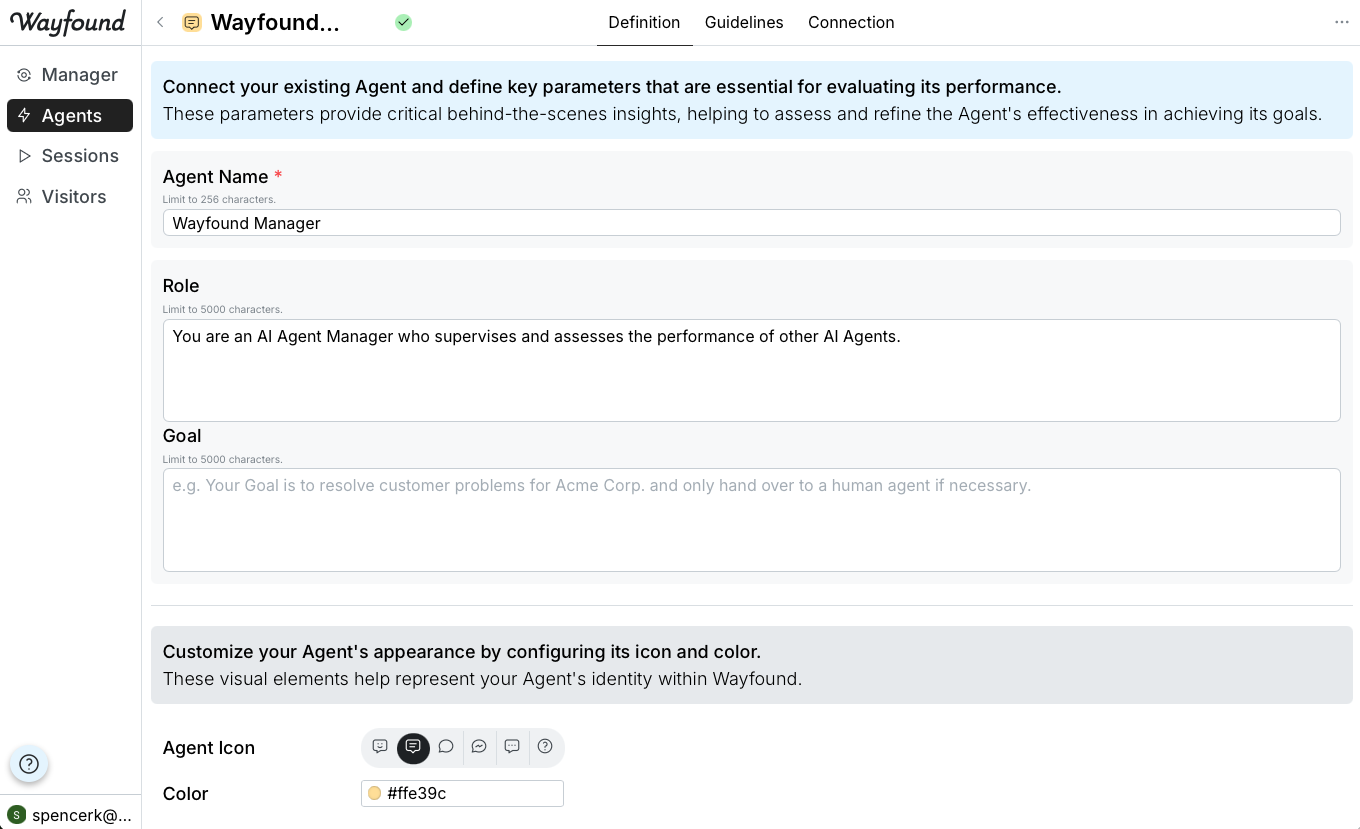 Wayfound
Wayfound...
Definition
Guidelines
Connection
Manager
Agents
Sessions
Visitors
Connect your existing Agent and define key parameters that are essential for evaluating its performance.
These parameters provide critical behind-the-scenes insights, helping to assess and refine the Agent's effectiveness in achieving its goals.
Agent Name *
Limit to 256 characters.
Wayfound Manager
Role
Limit to 5000 characters.
You are an AI Agent Manager who supervises and assesses the performance of other AI Agents.
Goal
Limit to 5000 characters.
e.g. Your Goal is to resolve customer problems for Acme Corp. and only hand over to a human agent if necessary.
Customize your Agent's appearance by configuring its icon and color.
These visual elements help represent your Agent's identity within Wayfound.
Agent Icon
Color
#ffe39c
S
spencerk@...